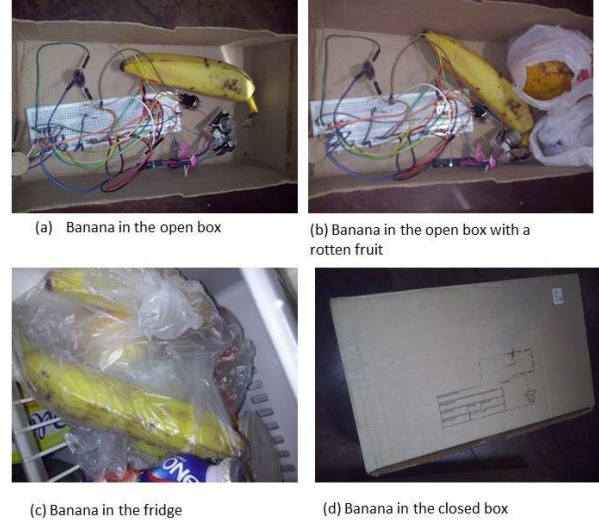 (a) Banana in the open box
(b) Banana in the open box with a
rotten fruit
(c) Banana in the fridge
(d) Banana in the closed box